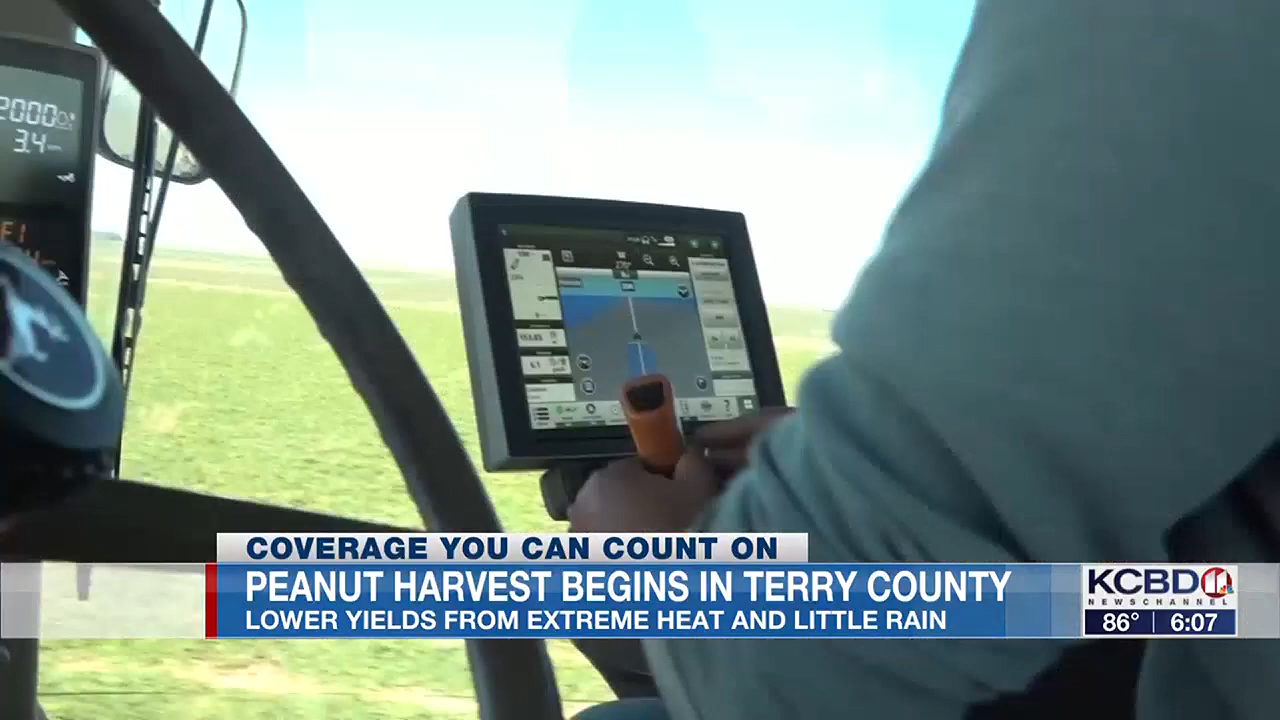 2000
3.4
COVERAGE YOU CAN COUNT ON
PEANUT HARVEST BEGINS IN TERRY COUNTY
LOWER YIELDS FROM EXTREME HEAT AND LITTLE RAIN
KCBD 11
NEWSCHANNEL
86° 6:07